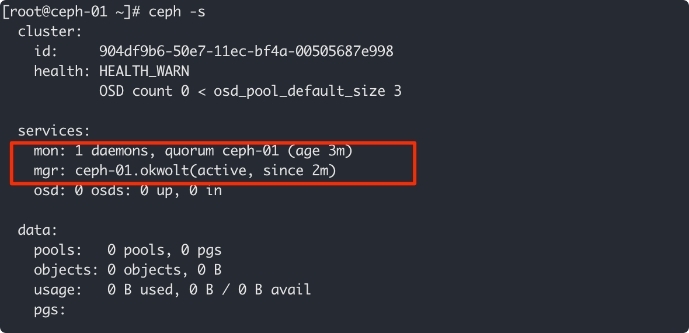 [root@ceph-01 ~]# ceph -s
cluster:
id: 904df9b6-50e7-11ec-bf4a-00505687e998
health: HEALTH_WARN
OSD count 0 < osd_pool_default_size 3
services:
mon: 1 daemons, quorum ceph-01 (age 3m)
mgr: ceph-01.okwolt(active, since 2m)
osd: 0 osds: 0 up, 0 in
data:
pools: 0 pools, 0 pgs
objects: 0 objects, 0 B
usage: 0 B used, 0 B / 0 B avail
pgs: